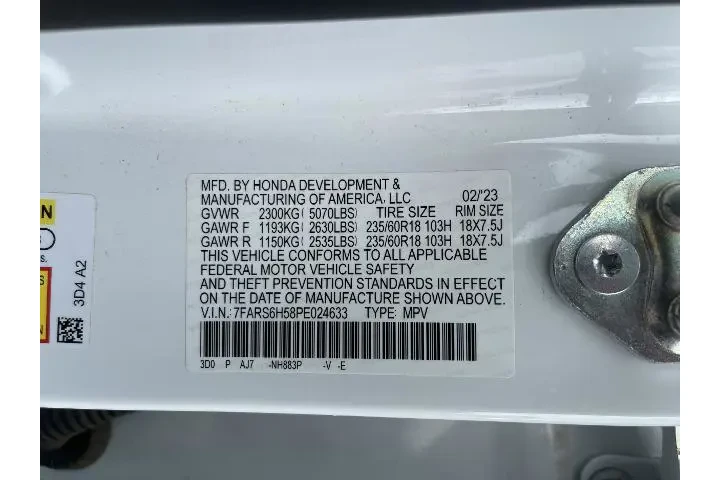 MFD. BY HONDA DEVELOPMENT &
MANUFACTURING OF AMERICA, LLC 02/'23
GVWR 2300KG( 5070LBS) TIRE SIZE RIM SIZE
GAWR F 1193KG( 2630LBS) 235/60R18 103H 18X7.5J
GAWR R 1150KG( 2535LBS) 235/60R18 103H 18X7.5J
THIS VEHICLE CONFORMS TO ALL APPLICABLE
FEDERAL MOTOR VEHICLE SAFETY
AND THEFT PREVENTION STANDARDS IN EFFECT
ON THE DATE OF MANUFACTURE SHOWN ABOVE.
V.I.N.: 7FARS6H58PE024633 TYPE: MPV
3D0 P AJ7 -NH883P -V -E
3D4 A2